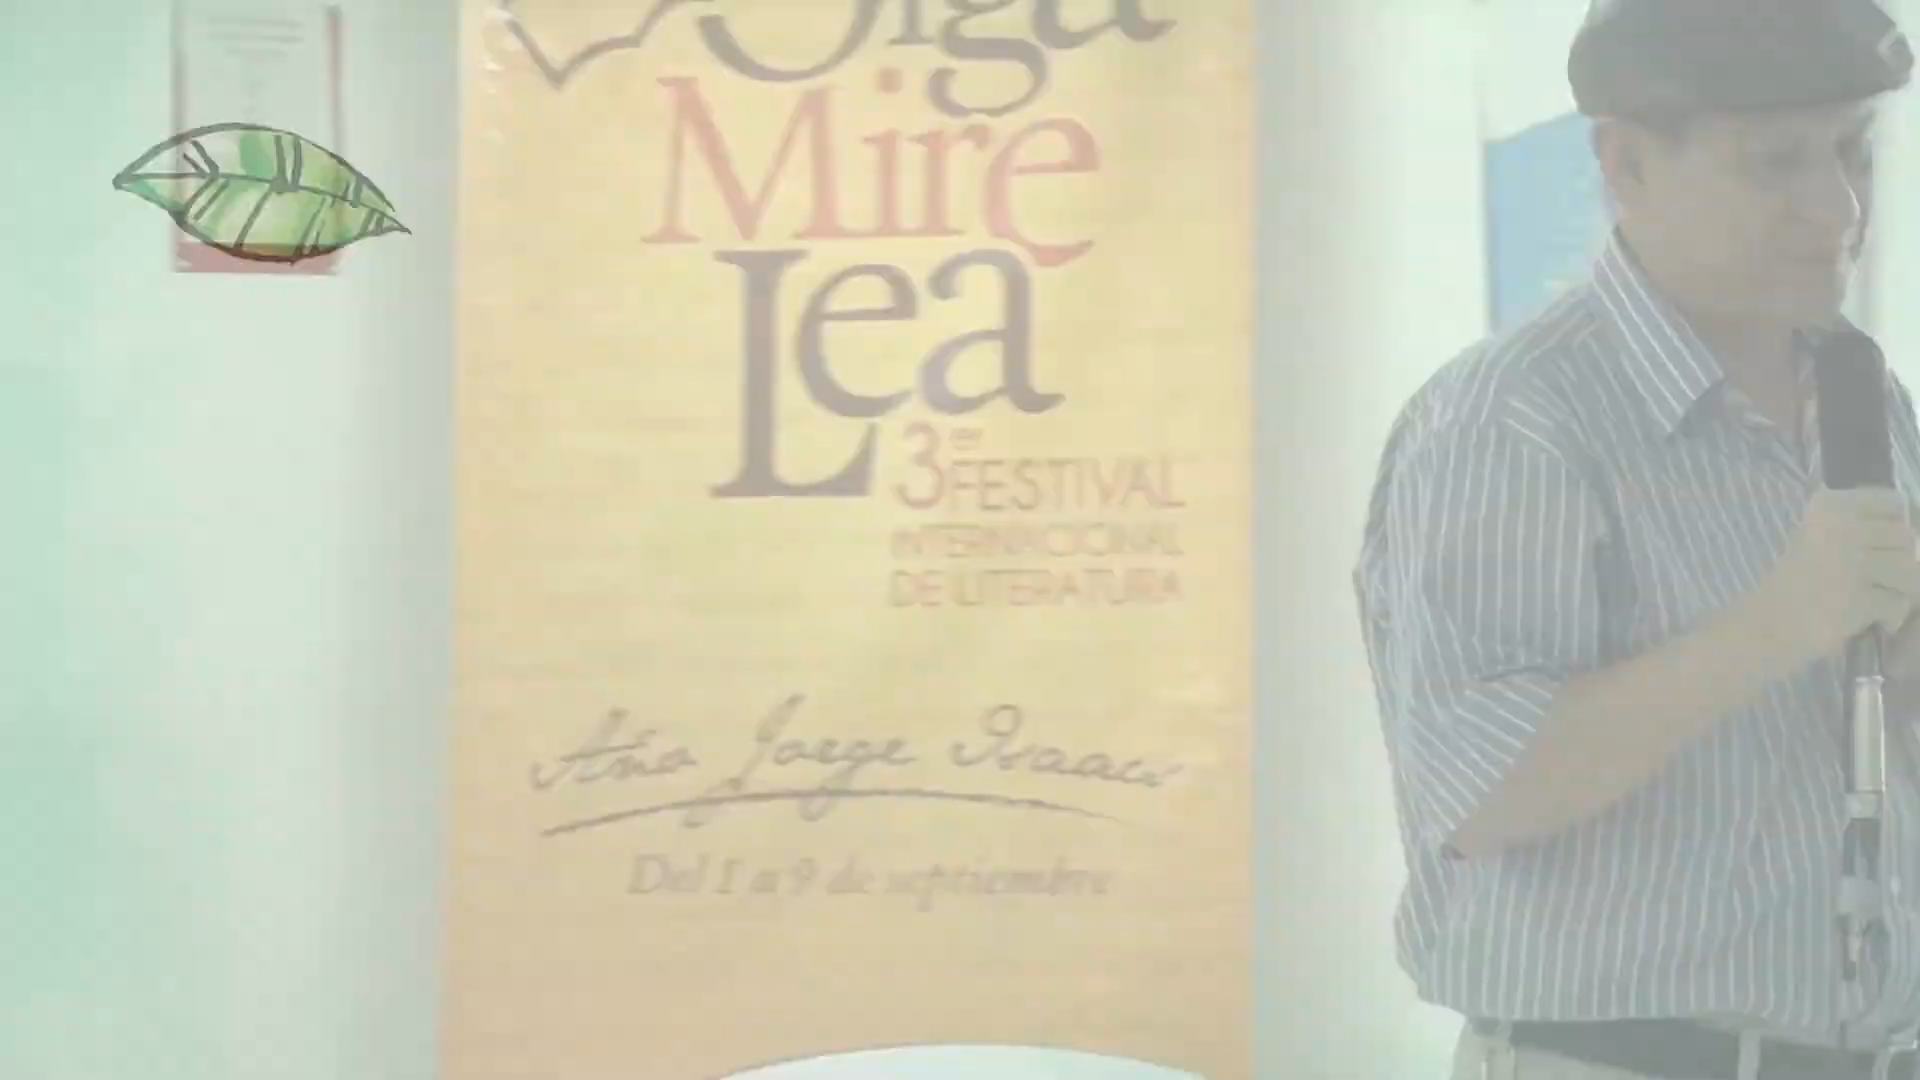 Oiga
Mire
Lea
3er FESTIVAL
INTERNACIONAL
DE LITERATURA
Año Jorge Isaacs
Del 1 a 9 de septiembre